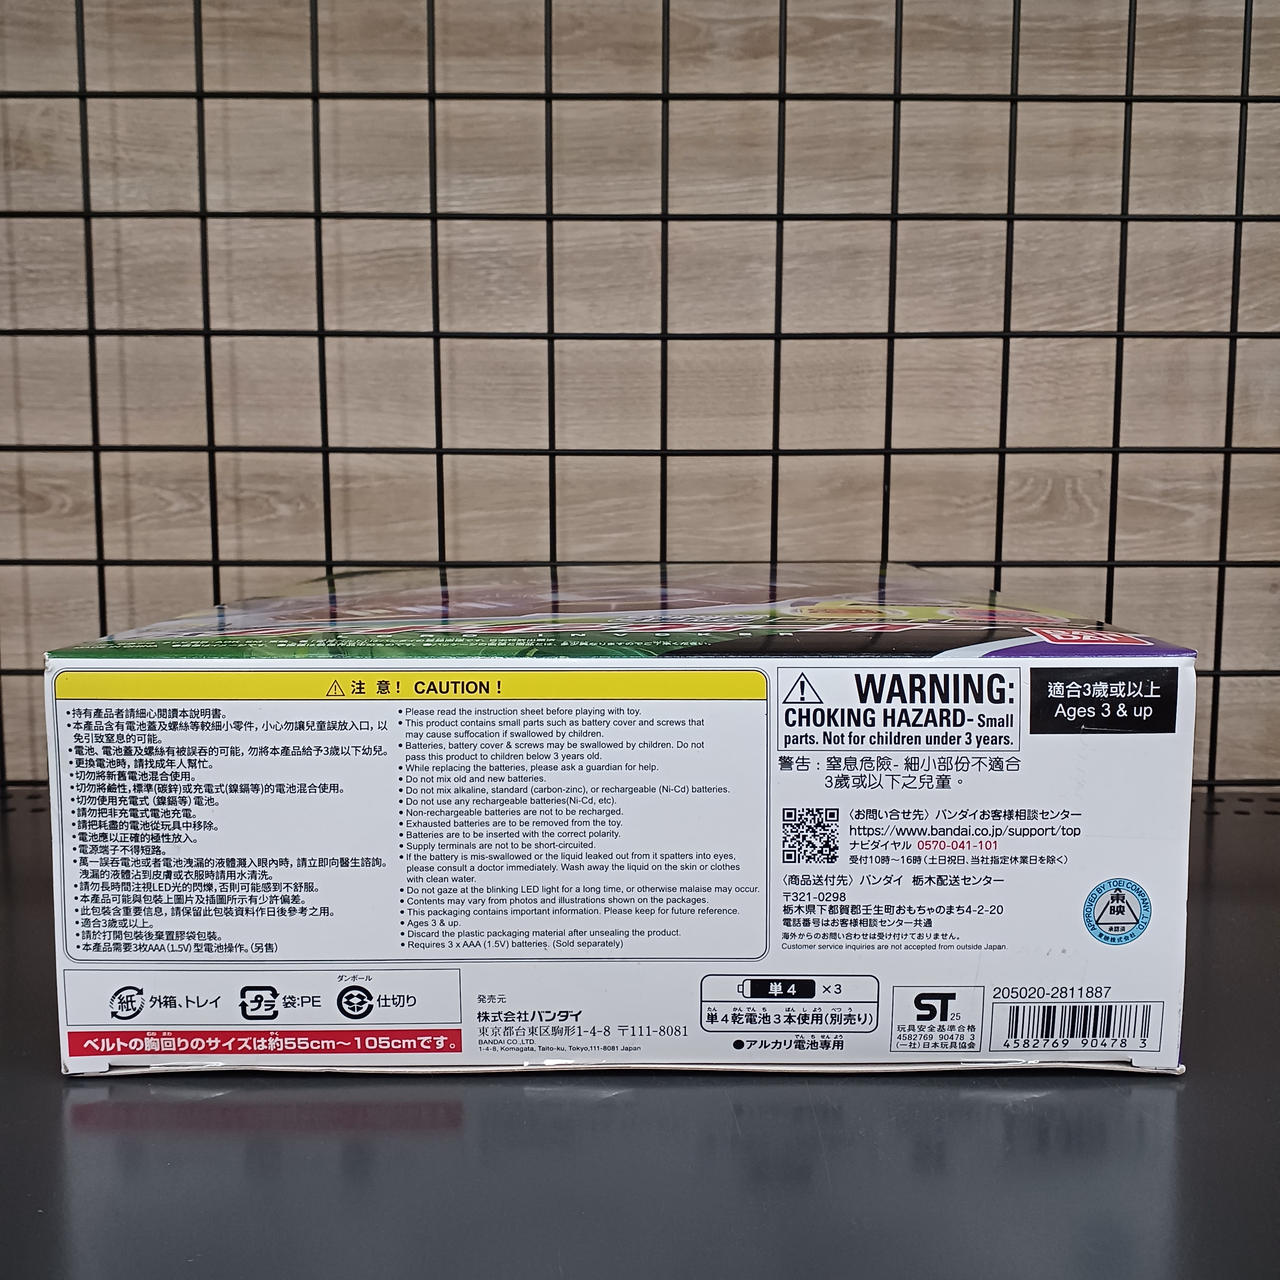 ⚠注意! CAUTION!
•持有產品者請細心閱讀本說明書。
•本產品含有電池蓋及螺絲等較細小零件，小心勿讓兒童誤放入口，以
免引致窒息的可能。
•電池、電池蓋及螺絲有被誤吞的可能，勿將本產品給予3歲以下幼兒。
•更換電池時，請找成年人幫忙。
•切勿將新舊電池混合使用。
•切勿將鹼性，標準(碳鋅)或充電式(鎳鎘等)的電池混合使用。
•切勿使用充電式（鎳鎘等）電池。
•請勿把非充電式電池充電。
•請把耗盡的電池從玩具中移除。
•電池應以正確的極性放入。
•電源端子不得短路。
•萬一誤吞電池或者電池洩漏的液體濺入眼內時，請立即向醫生諮詢。
洩漏的液體沾到皮膚或衣服時請用水清洗。
•請勿長時間注視LED光的閃爍，否則可能感到不舒服。
•本產品可能與包裝上圖片及插圖所示有少許偏差。
•此包裝含重要信息，請保留此包裝資料作日後參考之用。
•適合3歲或以上。
•請於打開包裝後棄置膠袋包裝。
•本產品需要3枚AAA（1.5V）型電池操作。（另售）
• Please read the instruction sheet before playing with toy.
• This product contains small parts such as battery cover and screws that
may cause suffocation if swallowed by children.
• Batteries, battery cover & screws may be swallowed by children. Do not
pass this product to children below 3 years old.
• While replacing the batteries, please ask a guardian for help.
• Do not mix old and new batteries.
• Do not mix alkaline, standard (carbon-zinc), or rechargeable (Ni-Cd) batteries.
• Do not use any rechargeable batteries(Ni-Cd, etc).
• Non-rechargeable batteries are not to be recharged.
• Exhausted batteries are to be removed from the toy.
• Batteries are to be inserted with the correct polarity.
• Supply terminals are not to be short-circuited.
• If the battery is mis-swallowed or the liquid leaked out from it spatters into eyes,
please consult a doctor immediately. Wash away the liquid on the skin or clothes
with clean water.
• Do not gaze at the blinking LED light for a long time, or otherwise malaise may occur.
• Contents may vary from photos and illustrations shown on the packages.
• This packaging contains important information. Please keep for future reference.
• Ages 3 & up.
• Discard the plastic packaging material after unsealing the product.
• Requires 3 x AAA (1.5V) batteries. (Sold separately)
⚠ WARNING:
CHOKING HAZARD- Small
parts. Not for children under 3 years.
警告：窒息危險- 細小部份不適合
3歲或以下之兒童。
適合3歲或以上
Ages 3 & up
〈お問い合せ先〉バンダイお客様相談センター
https://www.bandai.co.jp/support/top
ナビダイヤル 0570-041-101
受付10時〜16時（土日祝日、当社指定休業日を除く）
〈商品送付先〉バンダイ 栃木配送センター
〒321-0298
栃木県下都賀郡壬生町おもちゃのまち4-2-20
電話番号はお客様相談センター共通
海外からのお問い合わせは受け付けておりません。
Customer service inquiries are not accepted from outside Japan.
APPROVED BY TOEI COMPANY, LTD.
東映
承認済
東映株式会社
紙 外箱、トレイ
プラ 袋:PE
ダンボール
仕切り
ベルトの胸回りのサイズは約55cm〜105cmです。
発売元
株式会社バンダイ
東京都台東区駒形1-4-8 〒111-8081
BANDAI CO.,LTD.
1-4-8, Komagata, Taito-ku, Tokyo,111-8081 Japan
単4 ×3
単4乾電池3本使用(別売り)
●アルカリ電池専用
ST 25
玩具安全基準合格
4582769 90478 3
(一社)日本玩具協会
205020-2811887
4 582769 904783